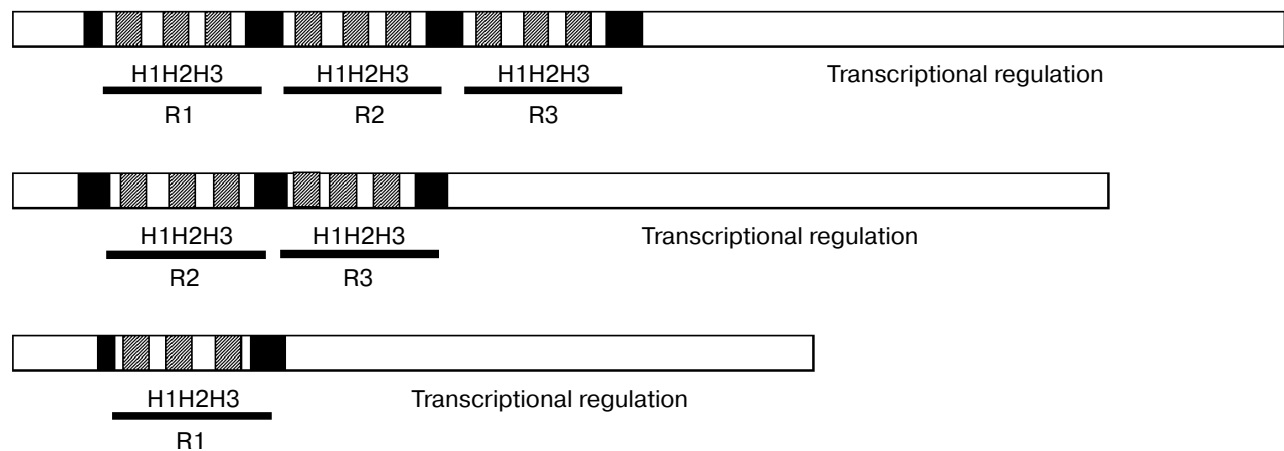 H1H2H3 H1H2H3 H1H2H3 Transcriptional regulation
R1 R2 R3
H1H2H3 H1H2H3 Transcriptional regulation
R2 R3
H1H2H3 Transcriptional regulation
R1